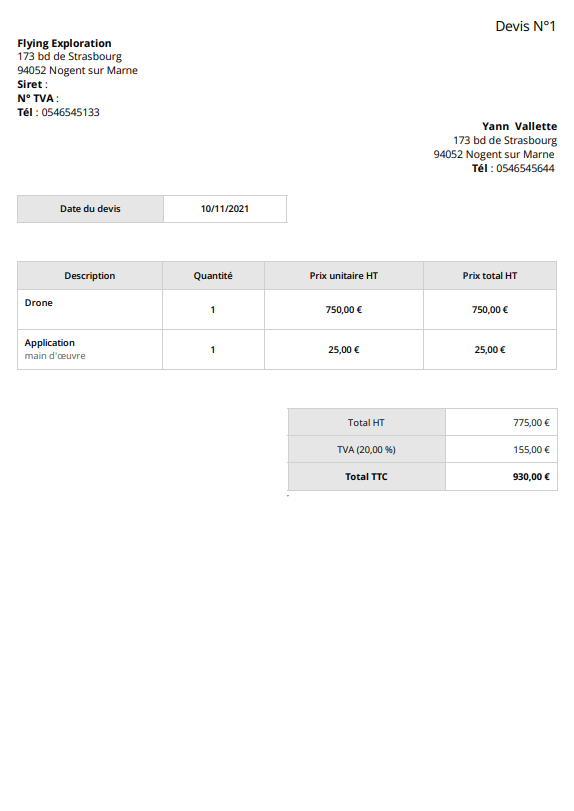 Devis N°1
Flying Exploration
173 bd de Strasbourg
94052 Nogent sur Marne
Siret :
N° TVA :
Tél : 0546545133
Yann Vallette
173 bd de Strasbourg
94052 Nogent sur Marne
Tél : 0546545644
Date du devis 10/11/2021
Description Quantité Prix unitaire HT Prix total HT
Drone 1 750,00 € 750,00 €
Application 1 25,00 € 25,00 €
main d'œuvre
Total HT 775,00 €
TVA (20,00 %) 155,00 €
Total TTC 930,00 €